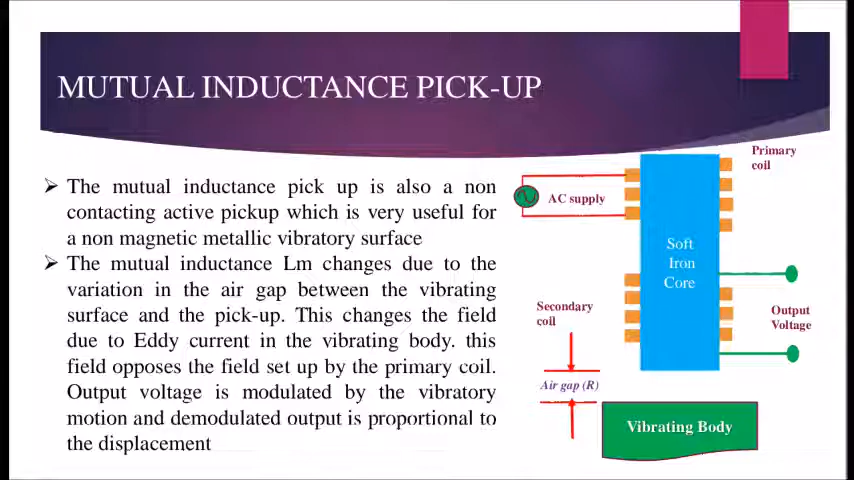 MUTUAL INDUCTANCE PICK-UP
The mutual inductance pick up is also a non
contacting active pickup which is very useful for
a non magnetic metallic vibratory surface
The mutual inductance Lm changes due to the
variation in the air gap between the vibrating
surface and the pick-up. This changes the field
due to Eddy current in the vibrating body. this
field opposes the field set up by the primary coil.
Output voltage is modulated by the vibratory
motion and demodulated output is proportional to
the displacement
Primary
coil
AC supply
Soft
Iron
Core
Secondary
coil
Output
Voltage
Air gap (R)
Vibrating Body